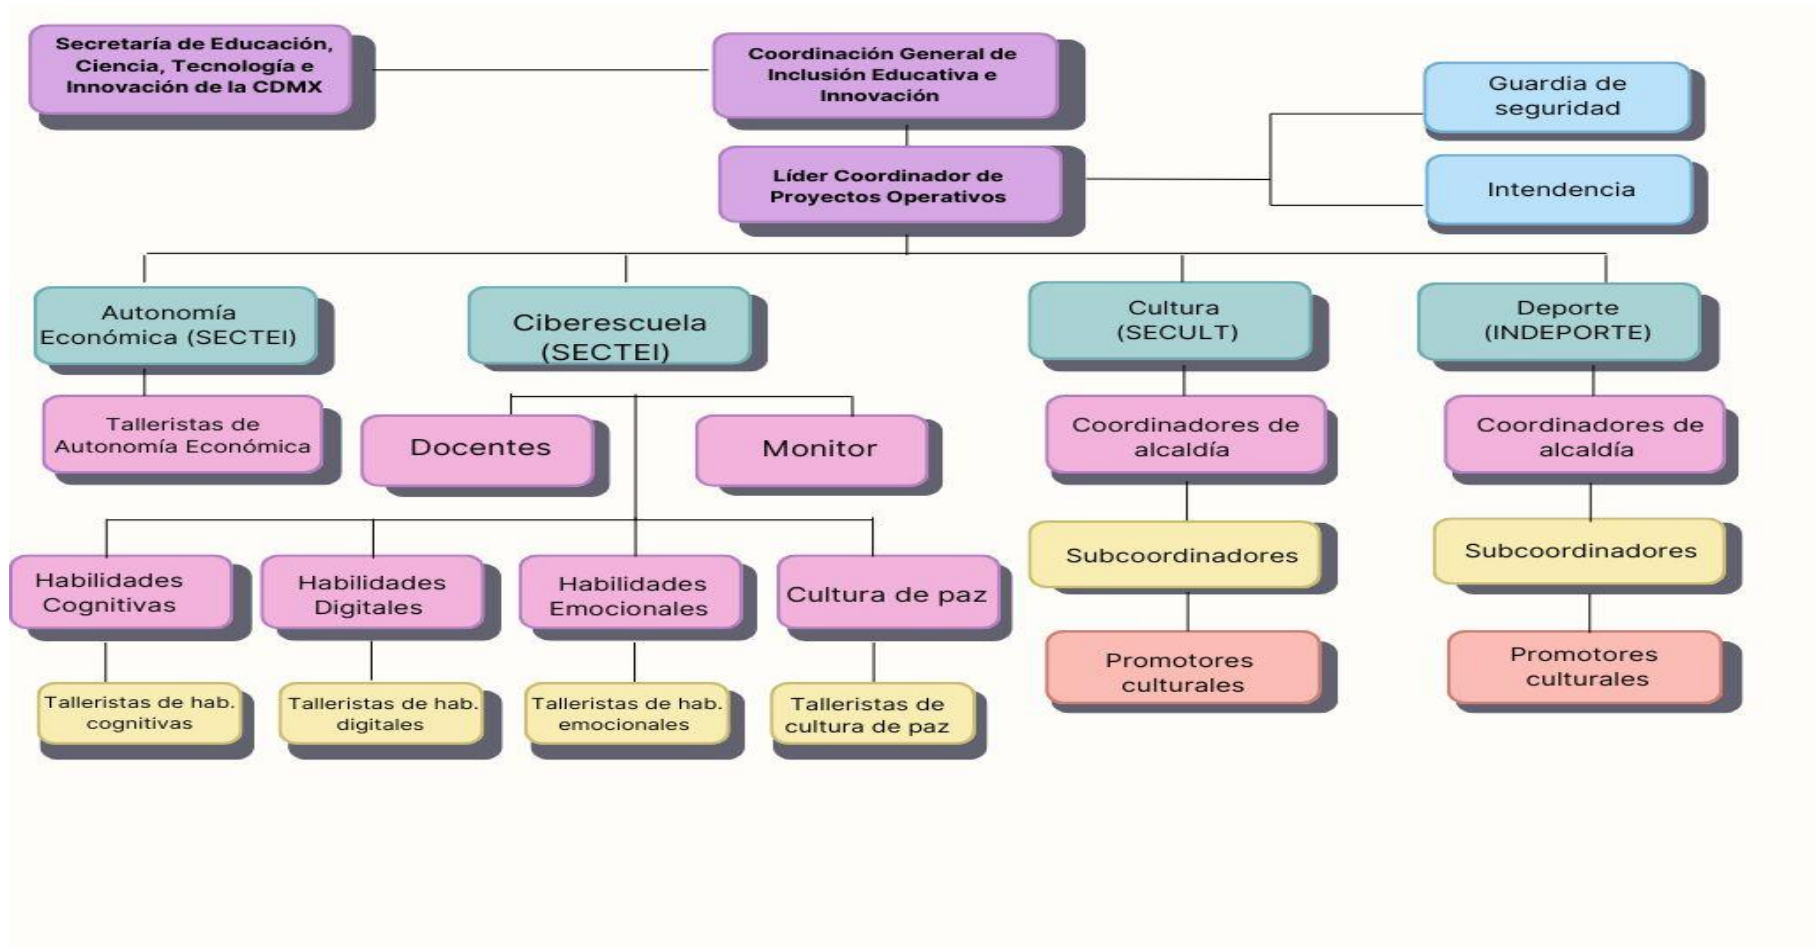 Secretaría de Educación,
Ciencia, Tecnología e
Innovación de la CDMX
Coordinación General de
Inclusión Educativa e
Innovación
Guardia de
seguridad
Líder Coordinador de
Proyectos Operativos
Intendencia
Autonomía
Económica (SECTEI)
Ciberescuela
(SECTEI)
Cultura
(SECULT)
Deporte
(INDEPORTE)
Talleristas de
Autonomía Económica
Docentes
Monitor
Coordinadores de
alcaldía
Coordinadores de
alcaldía
Habilidades
Cognitivas
Habilidades
Digitales
Habilidades
Emocionales
Cultura de paz
Subcoordinadores
Subcoordinadores
Talleristas de hab.
cognitivas
Talleristas de hab.
digitales
Talleristas de hab.
emocionales
Talleristas de
cultura de paz
Promotores
culturales
Promotores
culturales